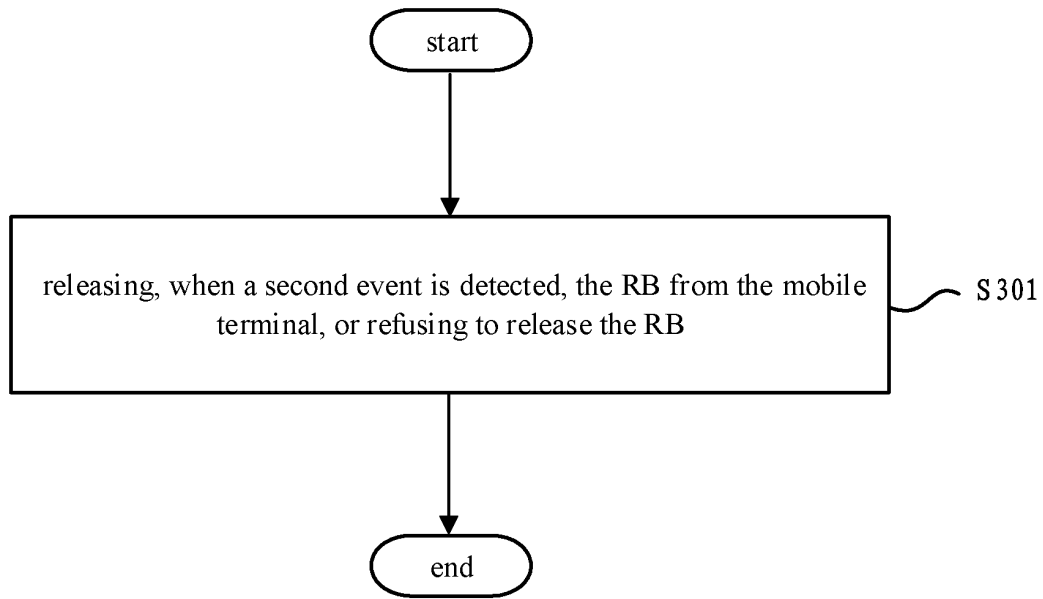 start
releasing, when a second event is detected, the RB from the mobile
terminal, or refusing to release the RB
S301
end